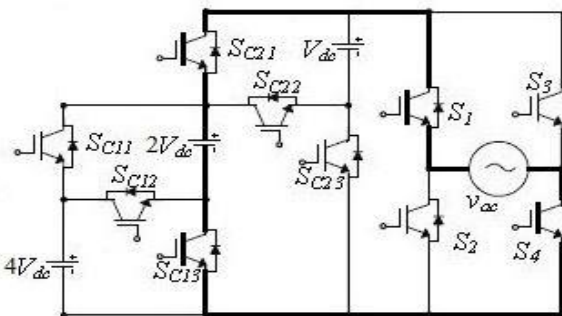 S_C21
V_dc
S_C22
S_3
S_1
S_C11
2V_dc
S_C12
S_C23
v_ac
S_2
S_C13
S_4
4V_dc